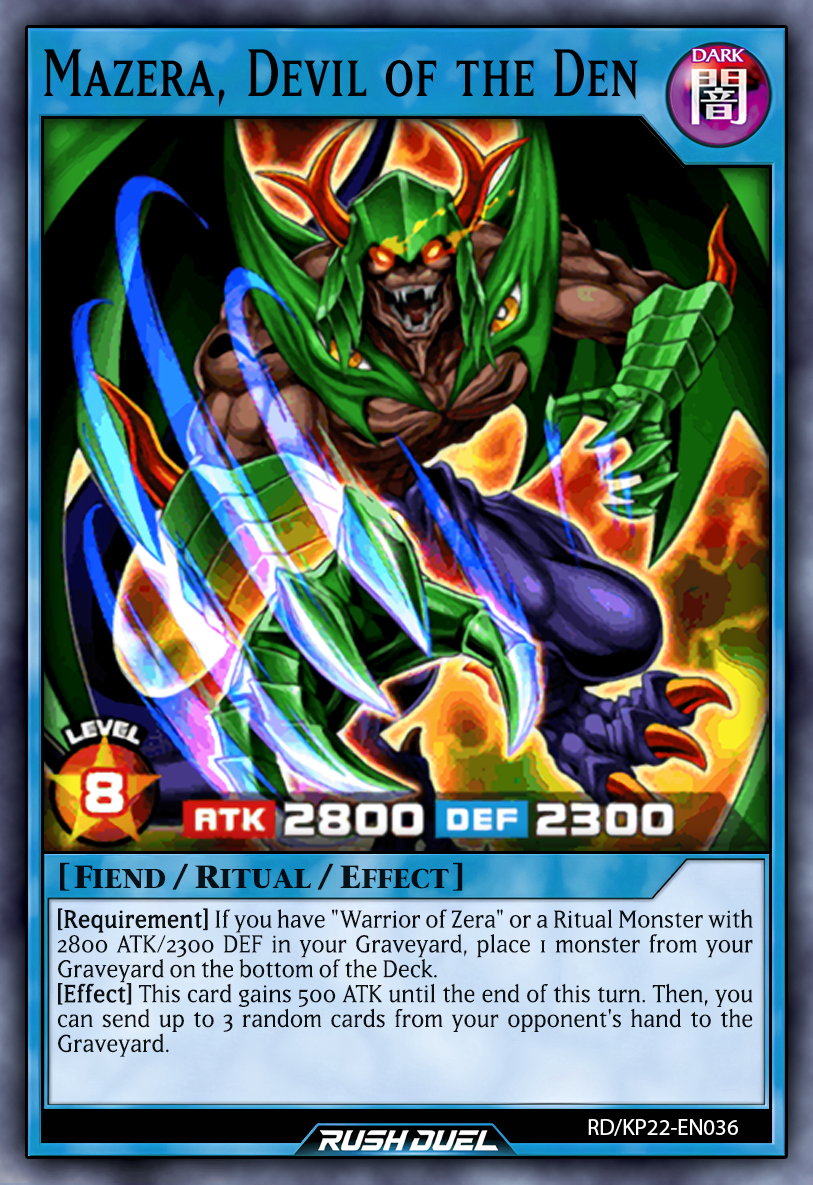 Mazera, Devil of the Den
DARK
闇
LEVEL
8
ATK 2800 DEF 2300
[Fiend / Ritual / Effect]
[Requirement] If you have "Warrior of Zera" or a Ritual Monster with
2800 ATK/2300 DEF in your Graveyard, place 1 monster from your
Graveyard on the bottom of the Deck.
[Effect] This card gains 500 ATK until the end of this turn. Then, you
can send up to 3 random cards from your opponent's hand to the
Graveyard.
RD/KP22-EN036
RUSH DUEL